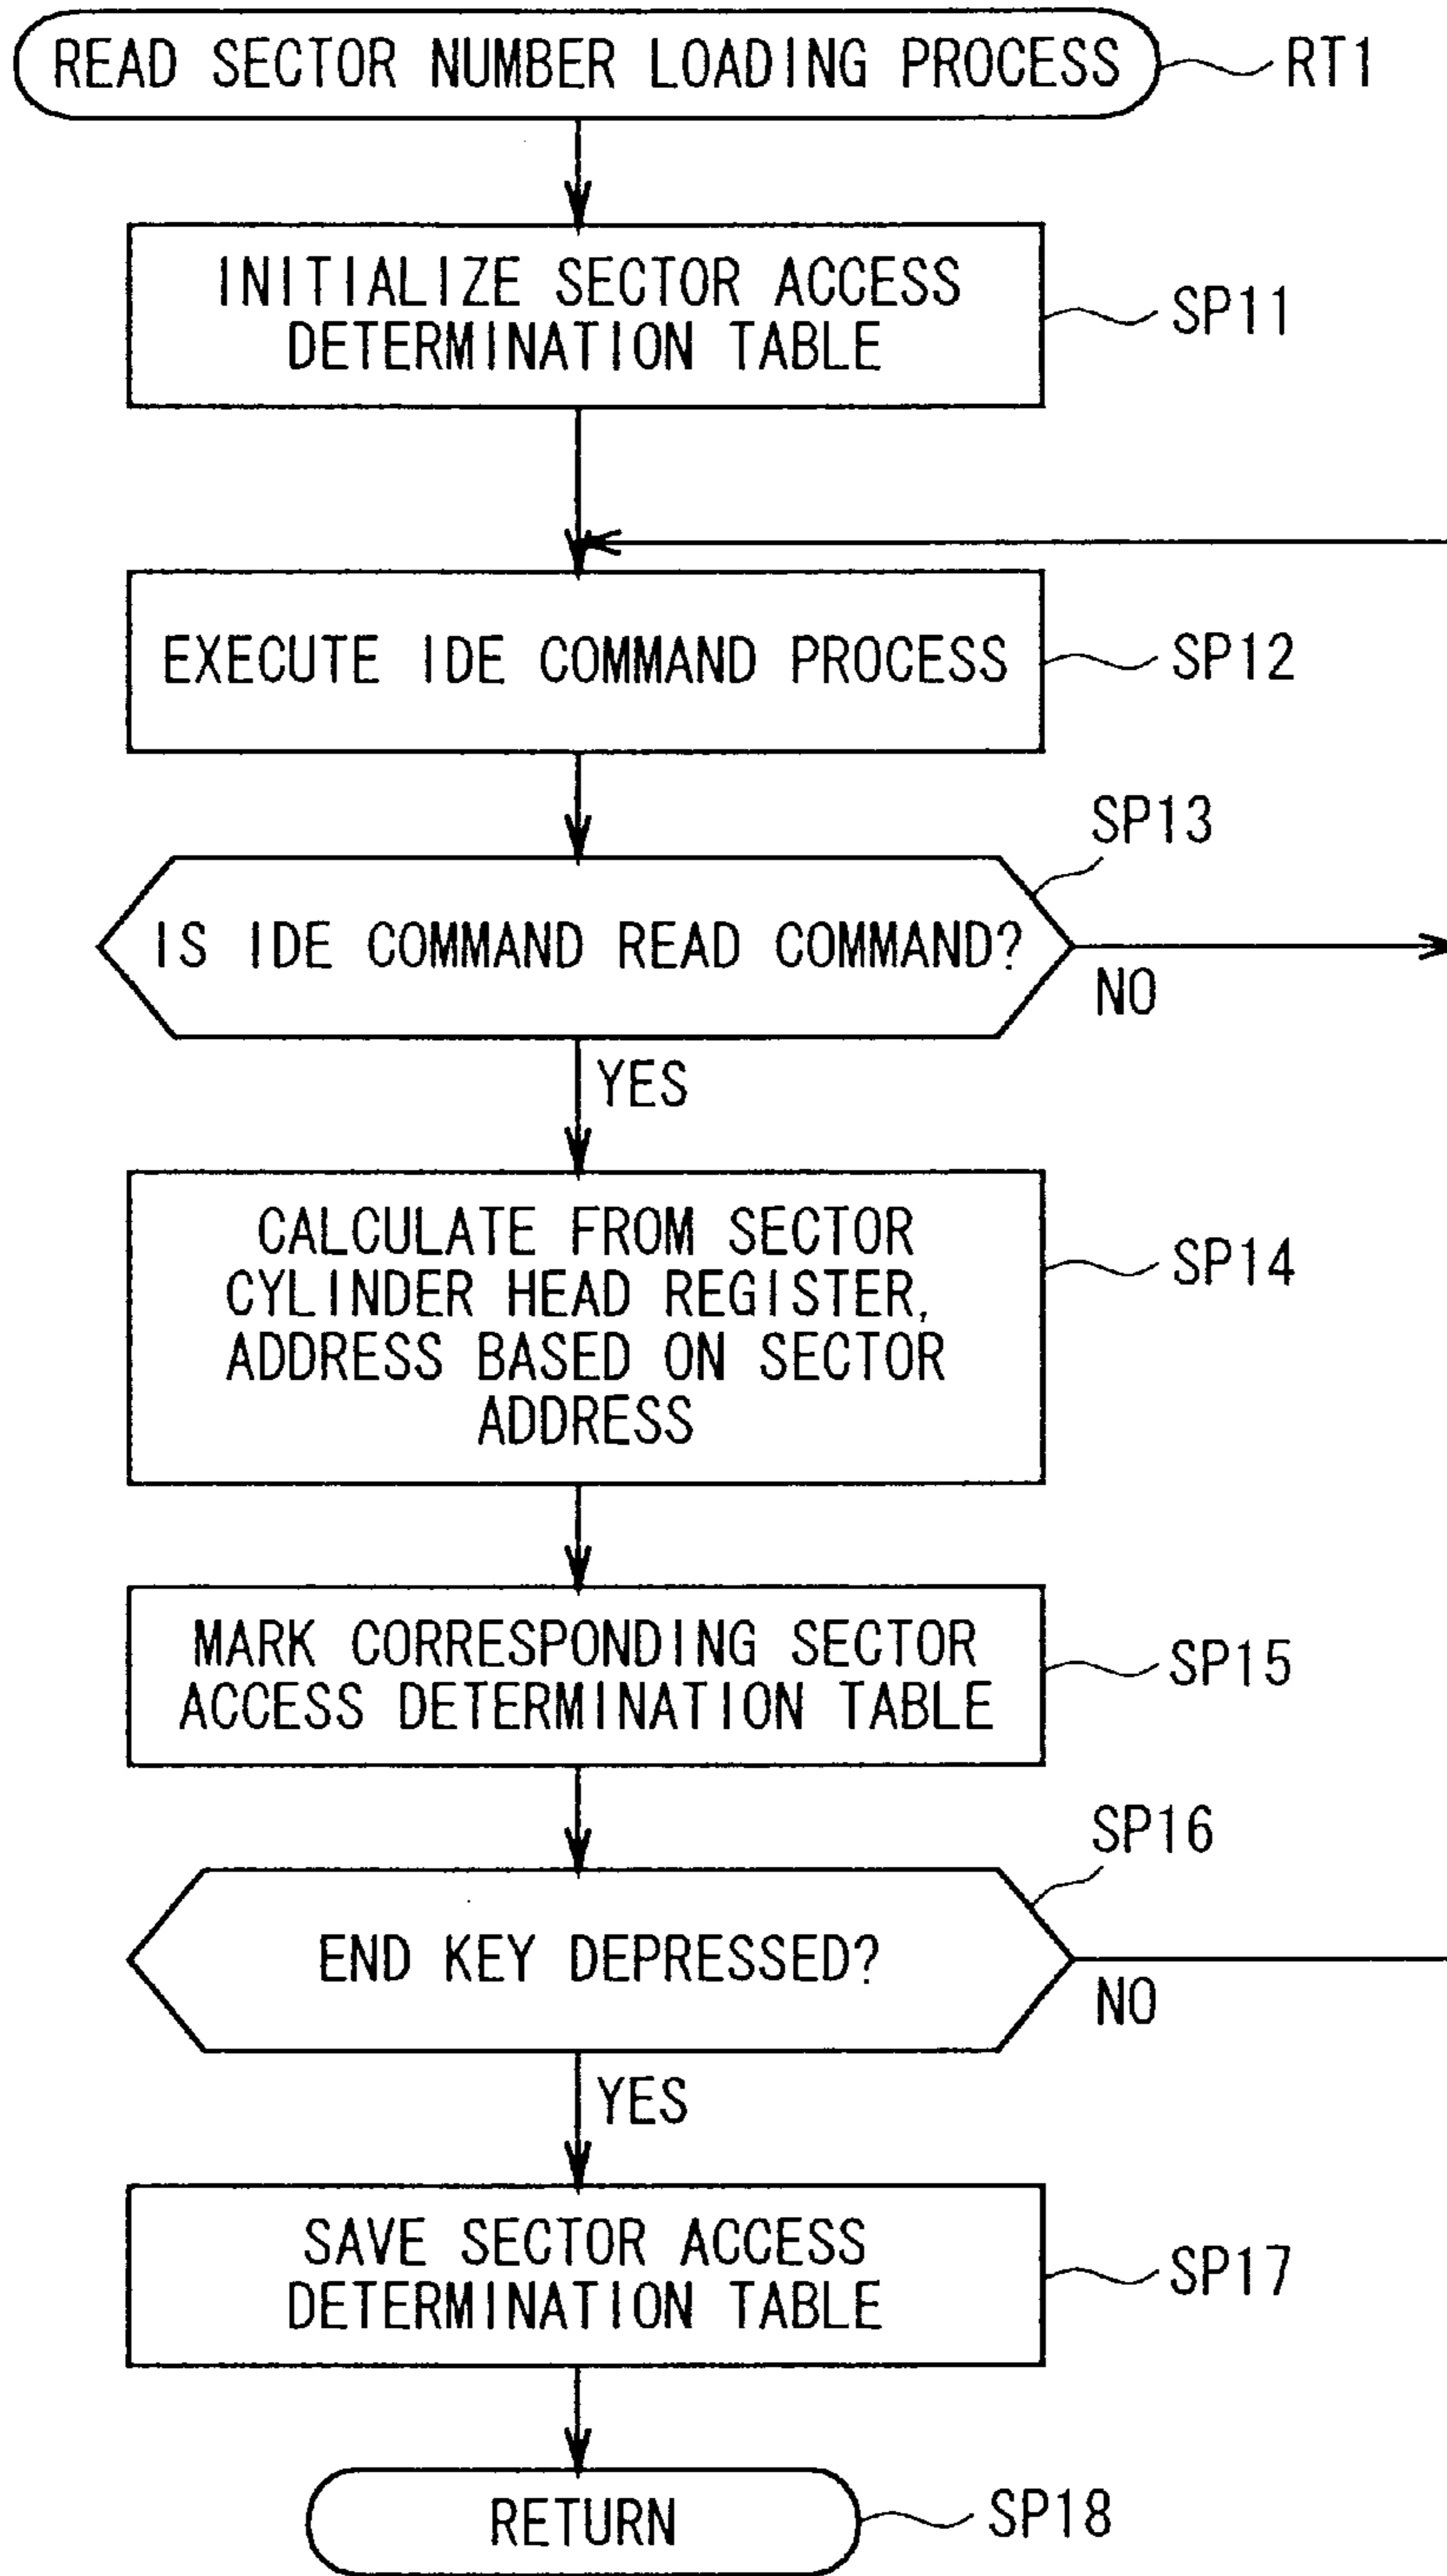 READ SECTOR NUMBER LOADING PROCESS
RT1
INITIALIZE SECTOR ACCESS
DETERMINATION TABLE
SP11
EXECUTE IDE COMMAND PROCESS
SP12
SP13
IS IDE COMMAND READ COMMAND?
NO
YES
CALCULATE FROM SECTOR
CYLINDER HEAD REGISTER,
ADDRESS BASED ON SECTOR
ADDRESS
SP14
MARK CORRESPONDING SECTOR
ACCESS DETERMINATION TABLE
SP15
SP16
END KEY DEPRESSED?
NO
YES
SAVE SECTOR ACCESS
DETERMINATION TABLE
SP17
RETURN
SP18